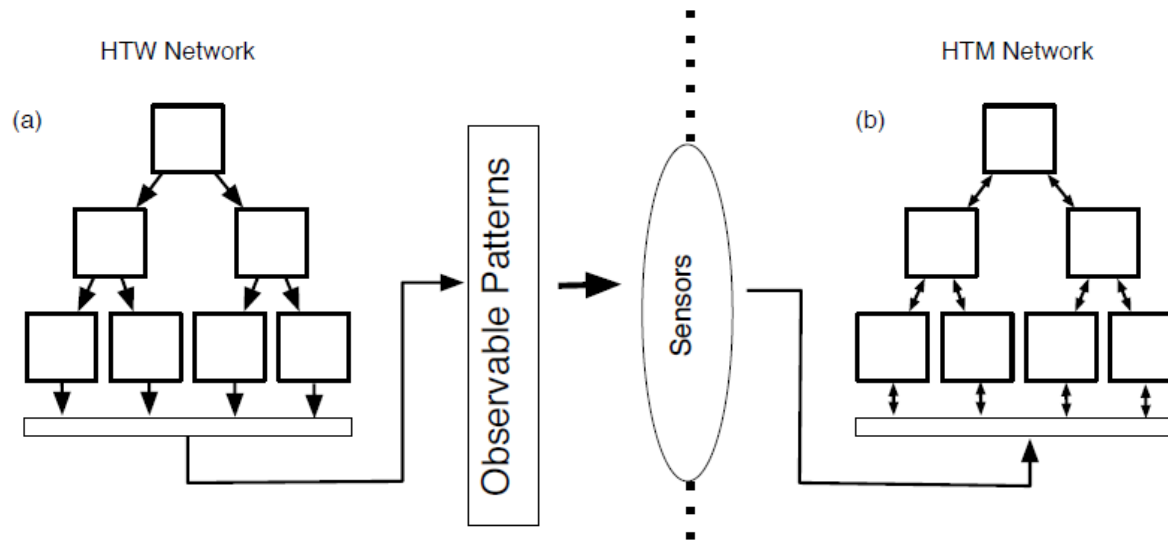 HTW Network
HTM Network
(a)
(b)
Observable Patterns
Sensors